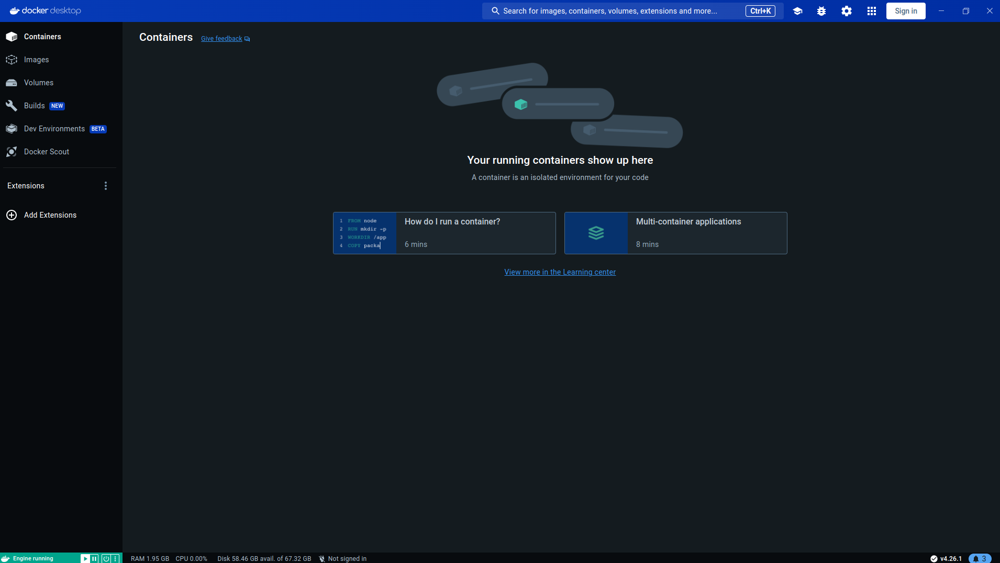 docker desktop
Search for images, containers, volumes, extensions and more...
Ctrl+K
Sign in
Containers
Images
Volumes
Builds NEW
Dev Environments BETA
Docker Scout
Extensions
Add Extensions
Containers
Give feedback
Your running containers show up here
A container is an isolated environment for your code
1 FROM node
2 RUN mkdir -p
3 WORKDIR /app
4 COPY packa
How do I run a container?
6 mins
Multi-container applications
8 mins
View more in the Learning center
Engine running
RAM 1.95 GB CPU 0.00% Disk 58.46 GB avail. of 67.32 GB Not signed in
v4.26.1
3